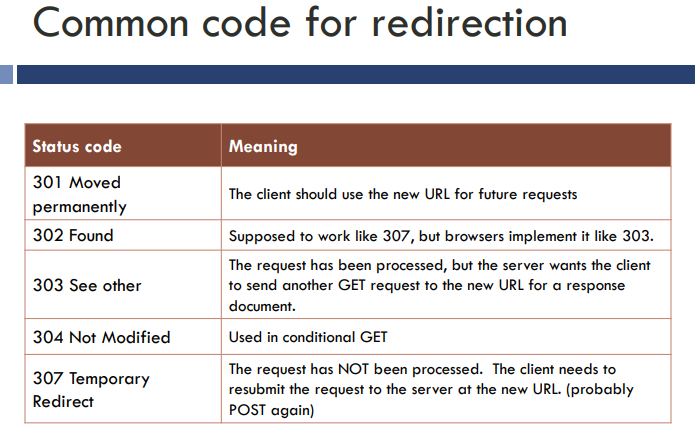 Common code for redirection
Status code
Meaning
301 Moved
permanently
The client should use the new URL for future requests
302 Found
Supposed to work like 307, but browsers implement it like 303.
303 See other
The request has been processed, but the server wants the client
to send another GET request to the new URL for a response
document.
304 Not Modified
Used in conditional GET
307 Temporary
Redirect
The request has NOT been processed.  The client needs to
resubmit the request to the server at the new URL. (probably
POST again)